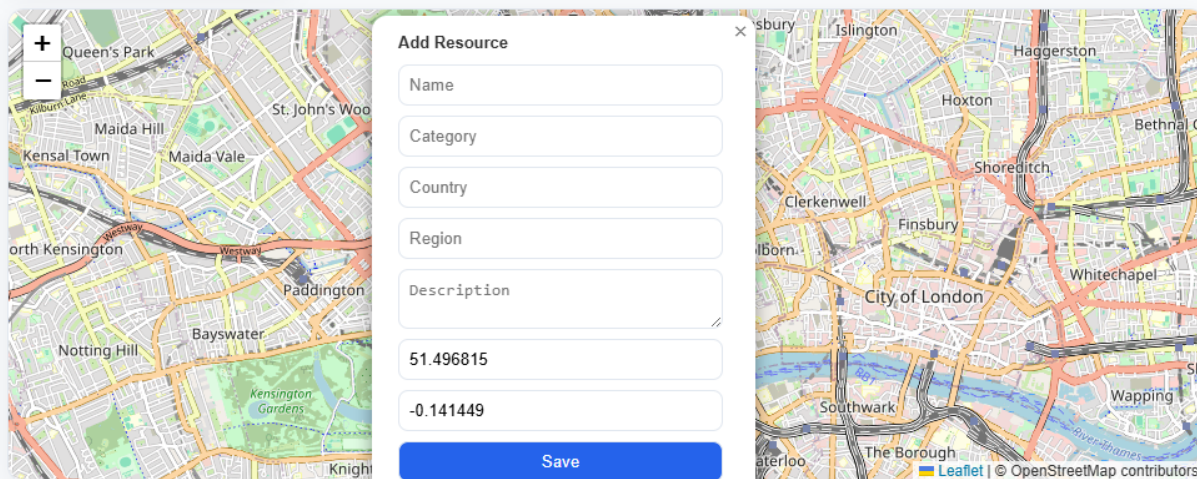 +
−
Queen's Park
Road
Kilburn Lane
St. John's Woo
Maida Hill
Kensal Town
Maida Vale
orth Kensington
Westway
Westway
Paddington
Bayswater
Notting Hill
Kensington
Gardens
Knight
Add Resource
×
Name
Category
Country
Region
Description
51.496815
-0.141449
Save
sbury
Islington
Haggerston
Hoxton
Bethnal G
Shoreditch
Clerkenwell
Finsbury
lborn
Whitechapel
City of London
RB1
Southwark
Wapping
River Thames
aterloo
The Borough
Leaflet | © OpenStreetMap contributors